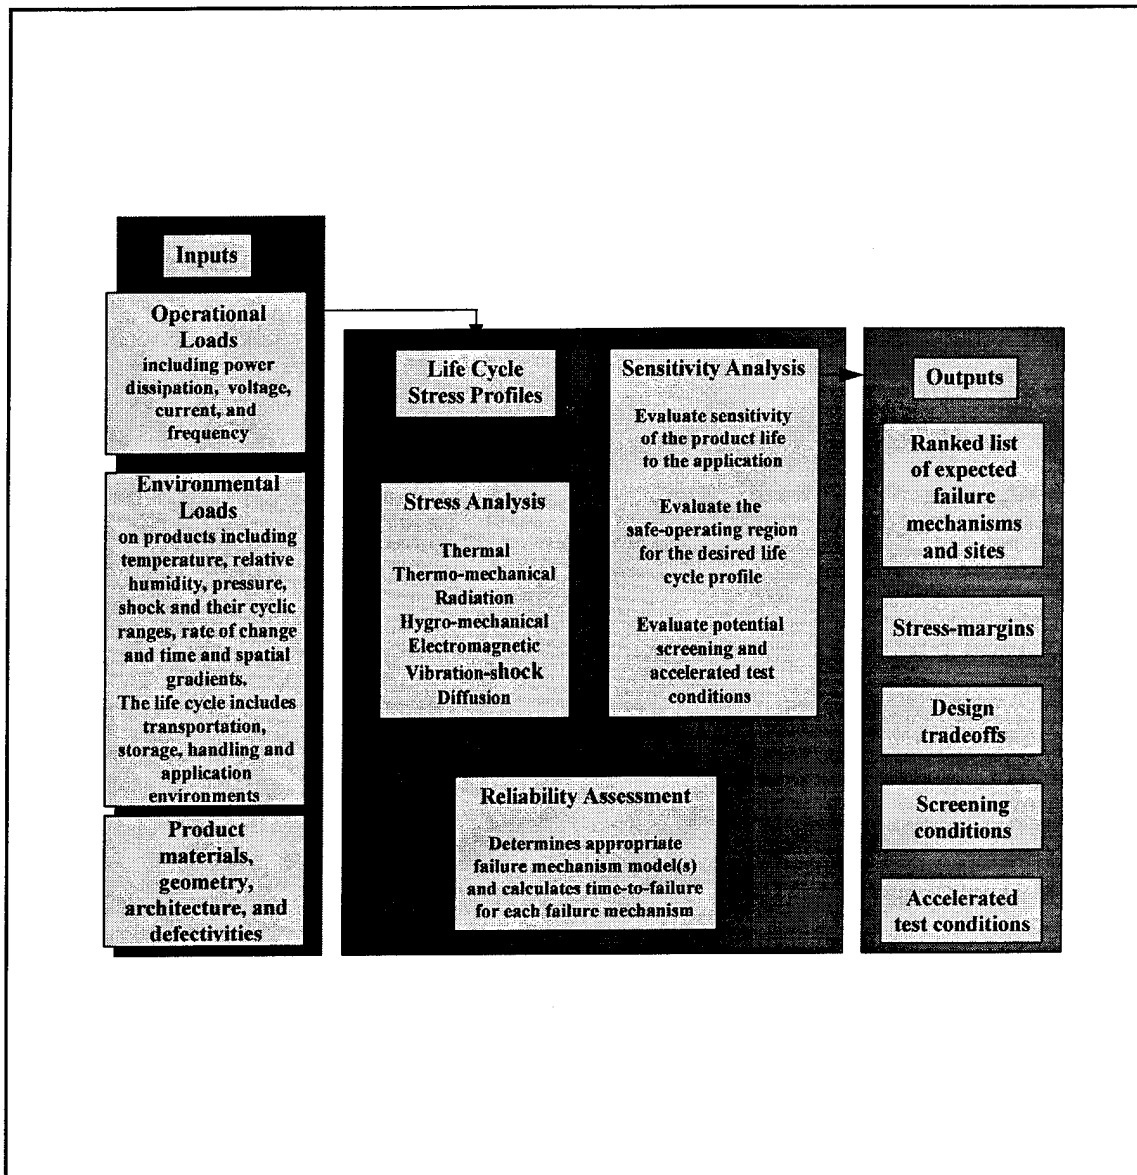 Inputs
Operational
Loads
including power
dissipation, voltage,
current, and
frequency
Environmental
Loads
on products including
temperature, relative
humidity, pressure,
shock and their cyclic
ranges, rate of change
and time and spatial
gradients.
The life cycle includes
transportation,
storage, handling and
application
environments
Product
materials,
geometry,
architecture, and
defectivities
Life Cycle
Stress Profiles
Stress Analysis
Thermal
Thermo-mechanical
Radiation
Hygro-mechanical
Electromagnetic
Vibration-shock
Diffusion
Sensitivity Analysis
Evaluate sensitivity
of the product life
to the application
Evaluate the
safe-operating region
for the desired life
cycle profile
Evaluate potential
screening and
accelerated test
conditions
Reliability Assessment
Determines appropriate
failure mechanism model(s)
and calculates time-to-failure
for each failure mechanism
Outputs
Ranked list
of expected
failure
mechanisms
and sites
Stress-margins
Design
tradeoffs
Screening
conditions
Accelerated
test conditions